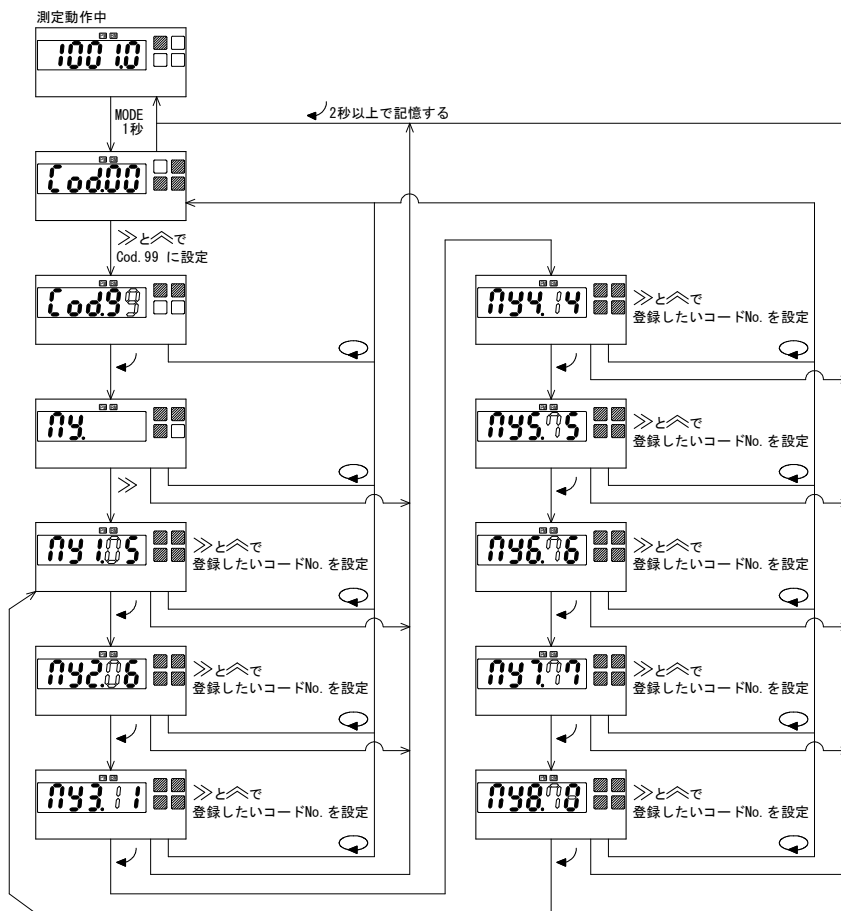 測定動作中
1001.0
MODE
1秒
2秒以上で記憶する
Cod.00
≫と︽で
Cod.99 に設定
Cod.99
My.
≫
My1.05
≫と︽で
登録したいコードNo. を設定
My2.06
≫と︽で
登録したいコードNo. を設定
My3.11
≫と︽で
登録したいコードNo. を設定
My4.14
≫と︽で
登録したいコードNo. を設定
My5.75
≫と︽で
登録したいコードNo. を設定
My6.76
≫と︽で
登録したいコードNo. を設定
My7.77
≫と︽で
登録したいコードNo. を設定
My8.78
≫と︽で
登録したいコードNo. を設定